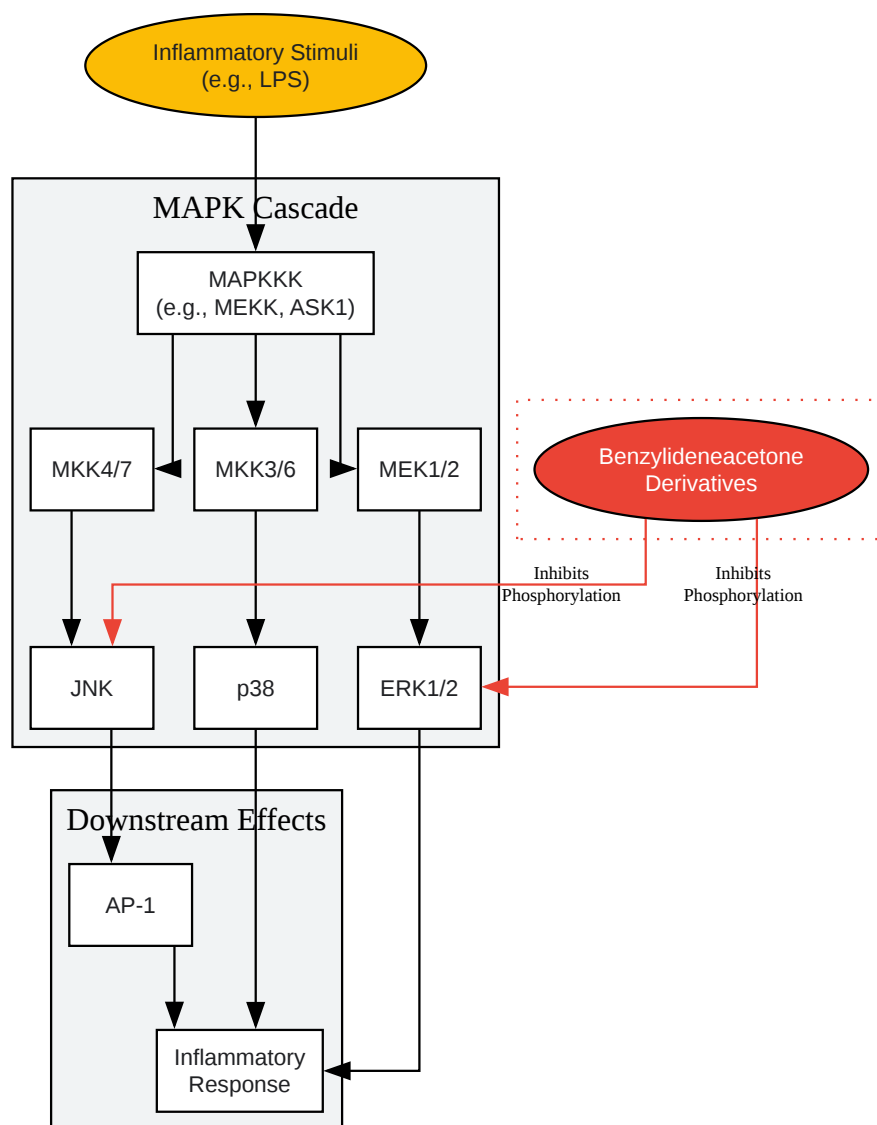 Inflammatory Stimuli
(e.g., LPS)
MAPK Cascade
MAPKKK
(e.g., MEKK, ASK1)
MKK4/7
MKK3/6
MEK1/2
Benzylideneacetone
Derivatives
Inhibits
Phosphorylation
Inhibits
Phosphorylation
JNK
p38
ERK1/2
Downstream Effects
AP-1
Inflammatory
Response